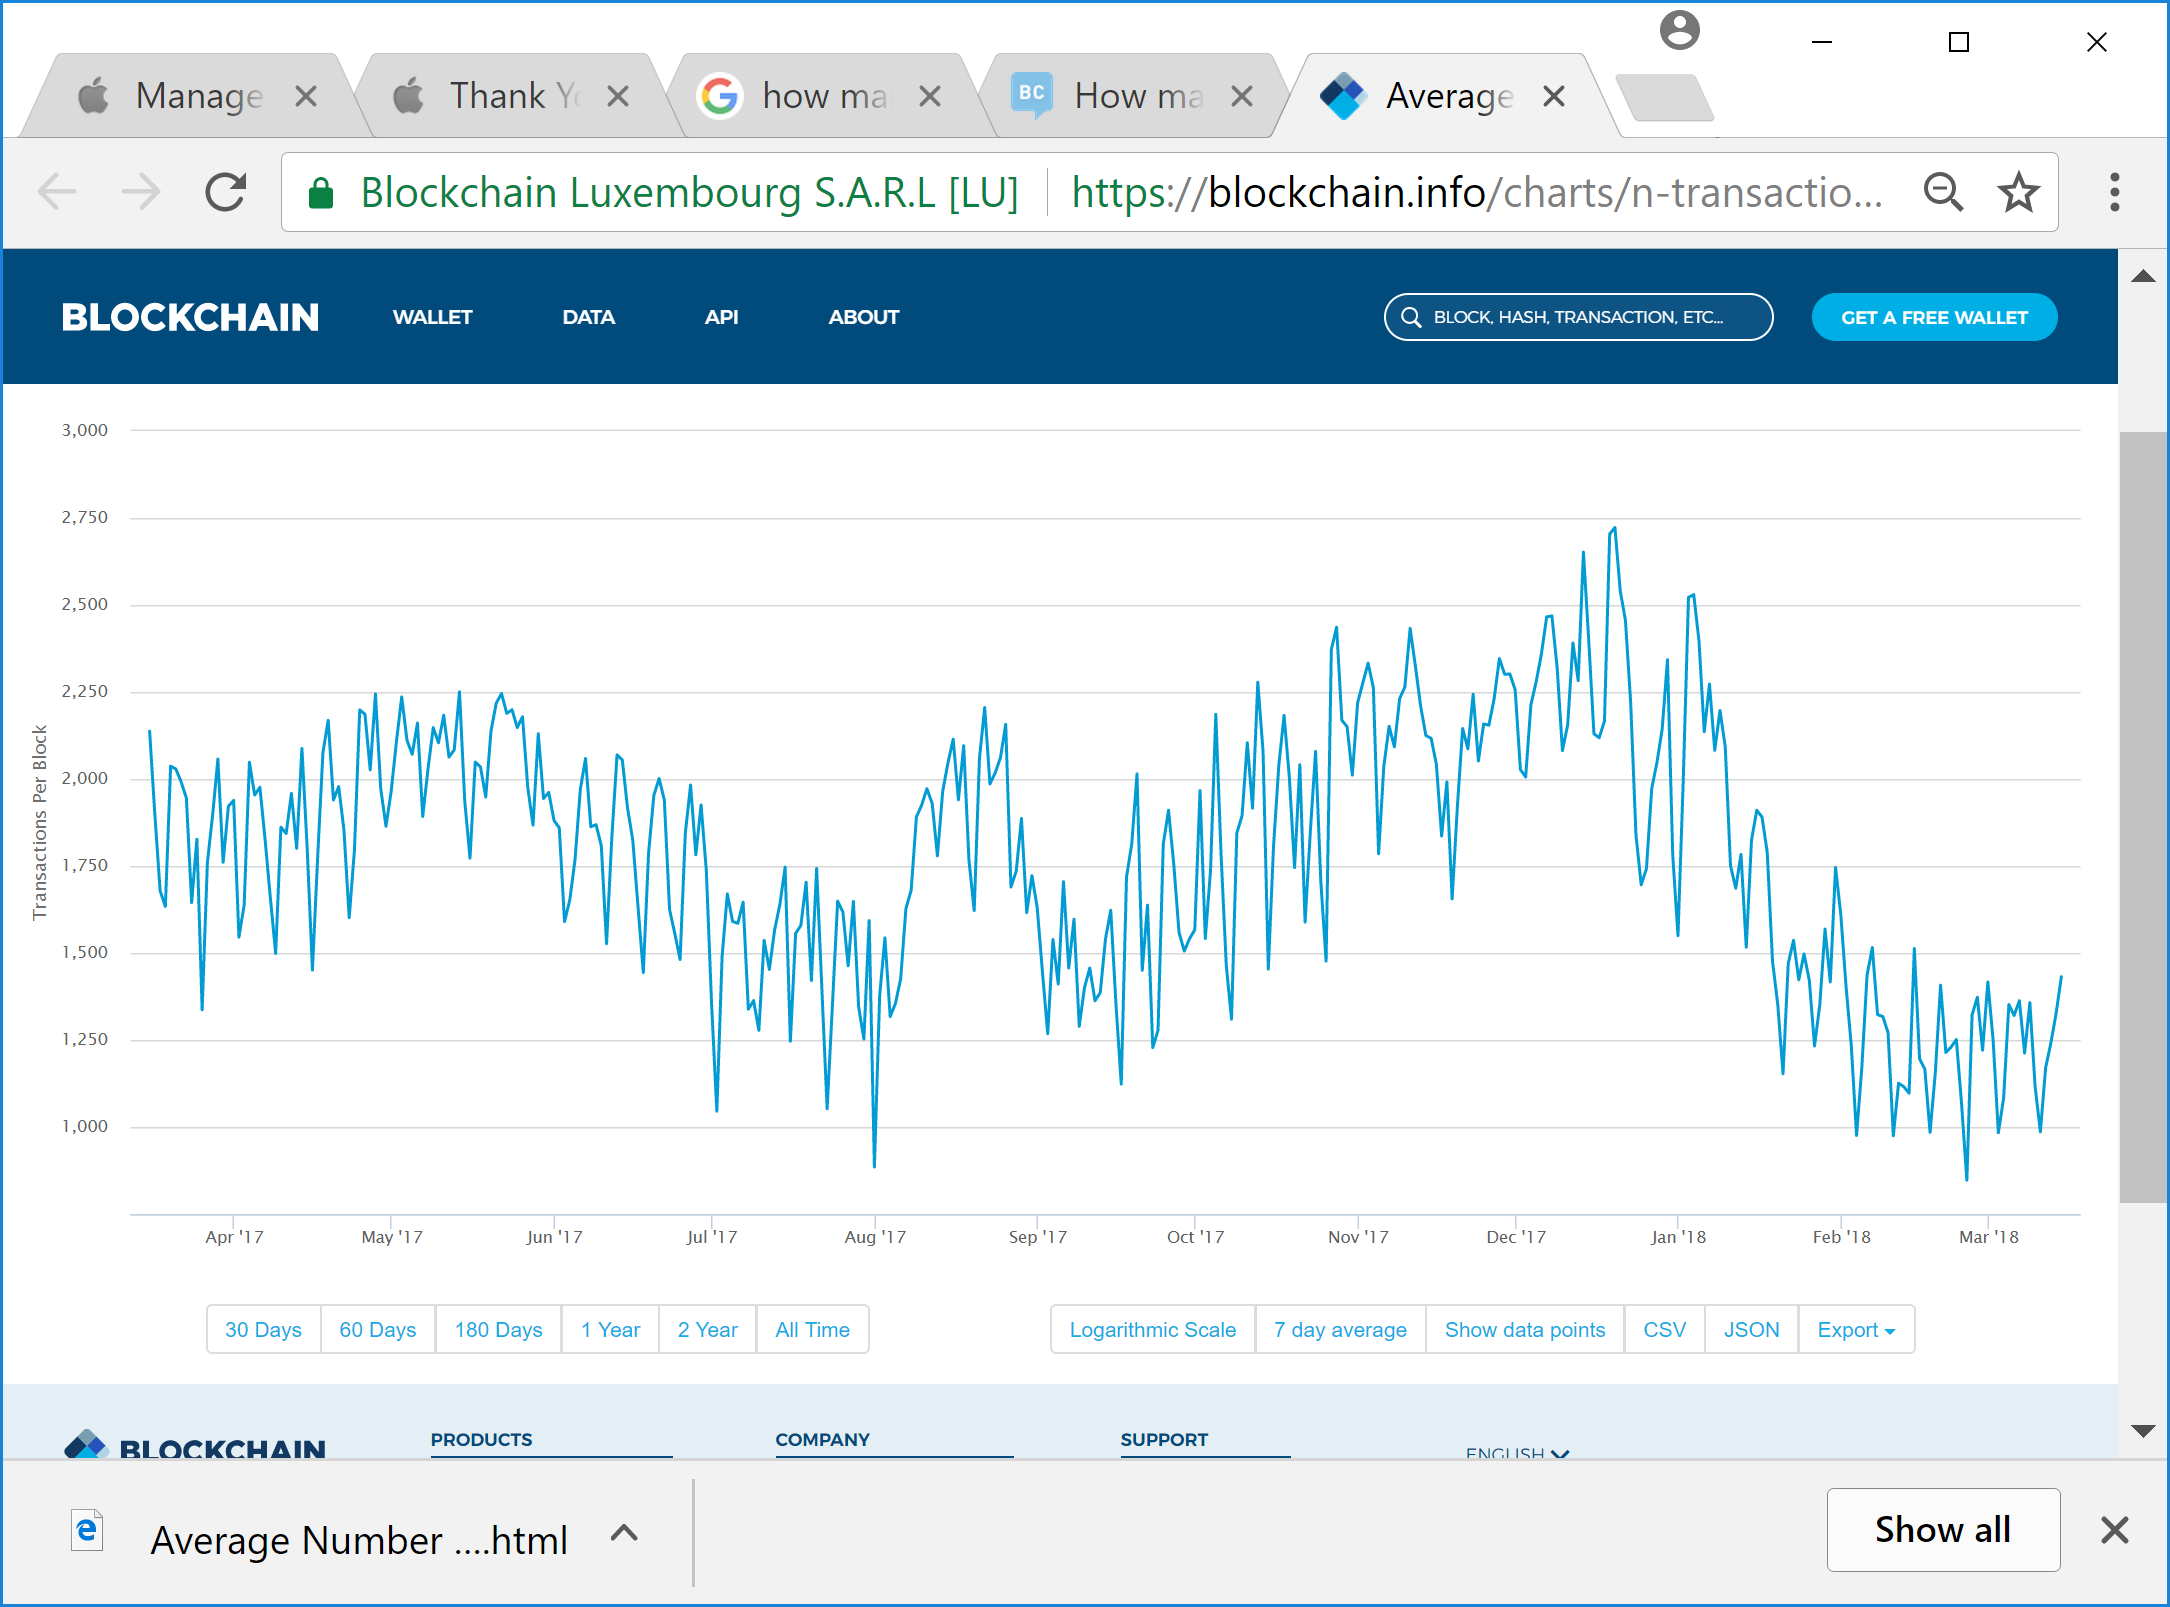 Manage
Thank Yo
how ma
BC
How ma
Average
Blockchain Luxembourg S.A.R.L [LU]
https://blockchain.info/charts/n-transactio...
BLOCKCHAIN
WALLET
DATA
API
ABOUT
BLOCK, HASH, TRANSACTION, ETC...
GET A FREE WALLET
3,000
2,750
2,500
2,250
2,000
1,750
1,500
1,250
1,000
Transactions Per Block
Apr '17
May '17
Jun '17
Jul '17
Aug '17
Sep '17
Oct '17
Nov '17
Dec '17
Jan '18
Feb '18
Mar '18
30 Days
60 Days
180 Days
1 Year
2 Year
All Time
Logarithmic Scale
7 day average
Show data points
CSV
JSON
Export
BLOCKCHAIN
PRODUCTS
COMPANY
SUPPORT
ENGLISH
Average Number ....html
Show all